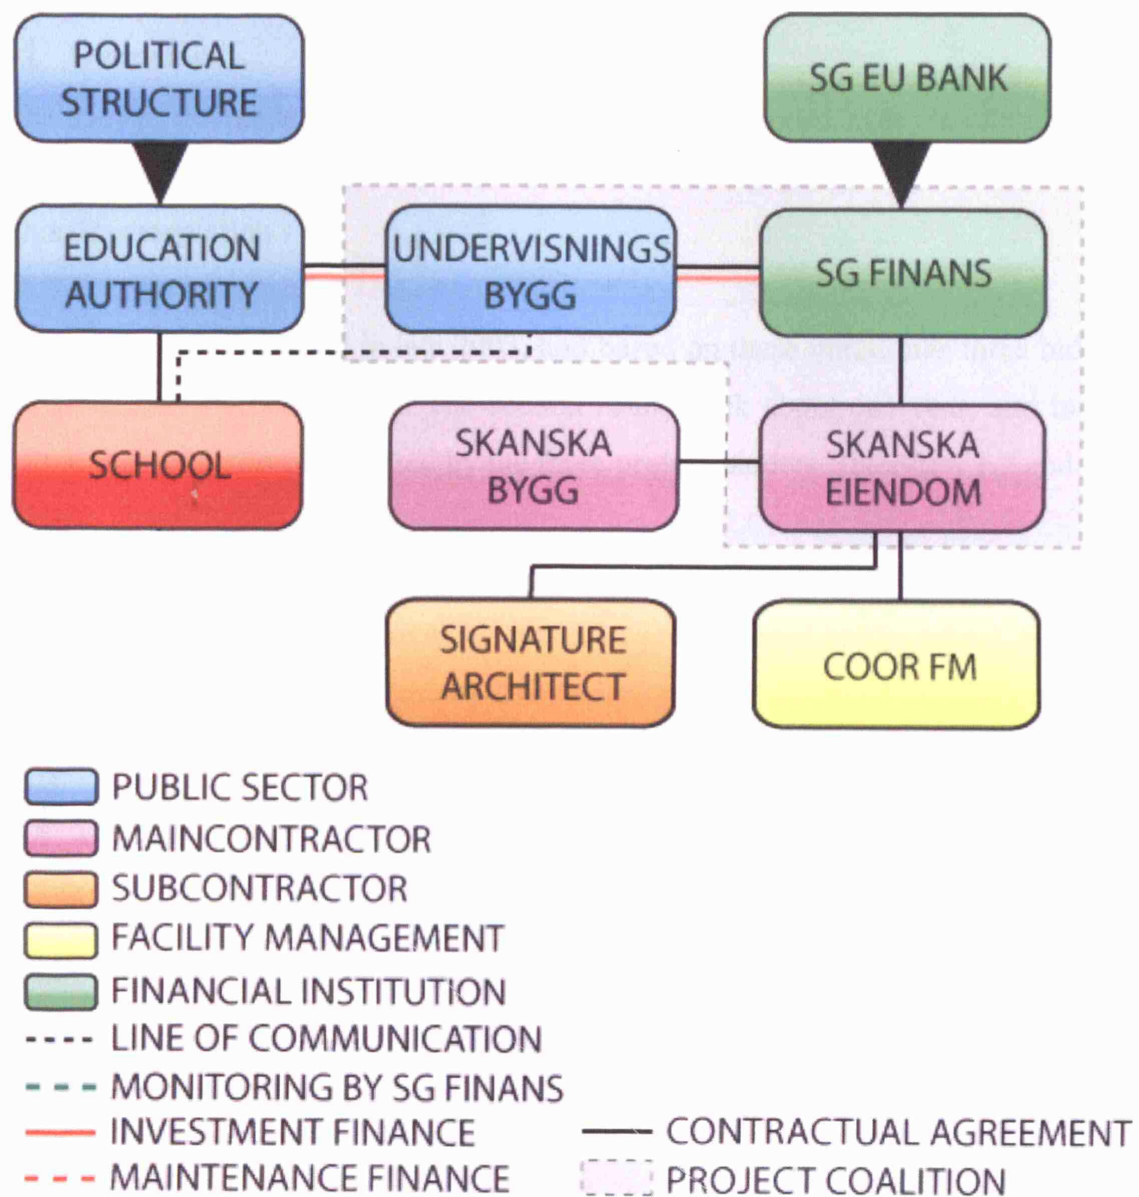 POLITICAL
STRUCTURE
SG EU BANK
EDUCATION
AUTHORITY
UNDERVISNINGS
BYGG
SG FINANS
SCHOOL
SKANSKA
BYGG
SKANSKA
EIENDOM
SIGNATURE
ARCHITECT
COOR FM
PUBLIC SECTOR
MAINCONTRACTOR
SUBCONTRACTOR
FACILITY MANAGEMENT
FINANCIAL INSTITUTION
LINE OF COMMUNICATION
MONITORING BY SG FINANS
INVESTMENT FINANCE
MAINTENANCE FINANCE
CONTRACTUAL AGREEMENT
PROJECT COALITION